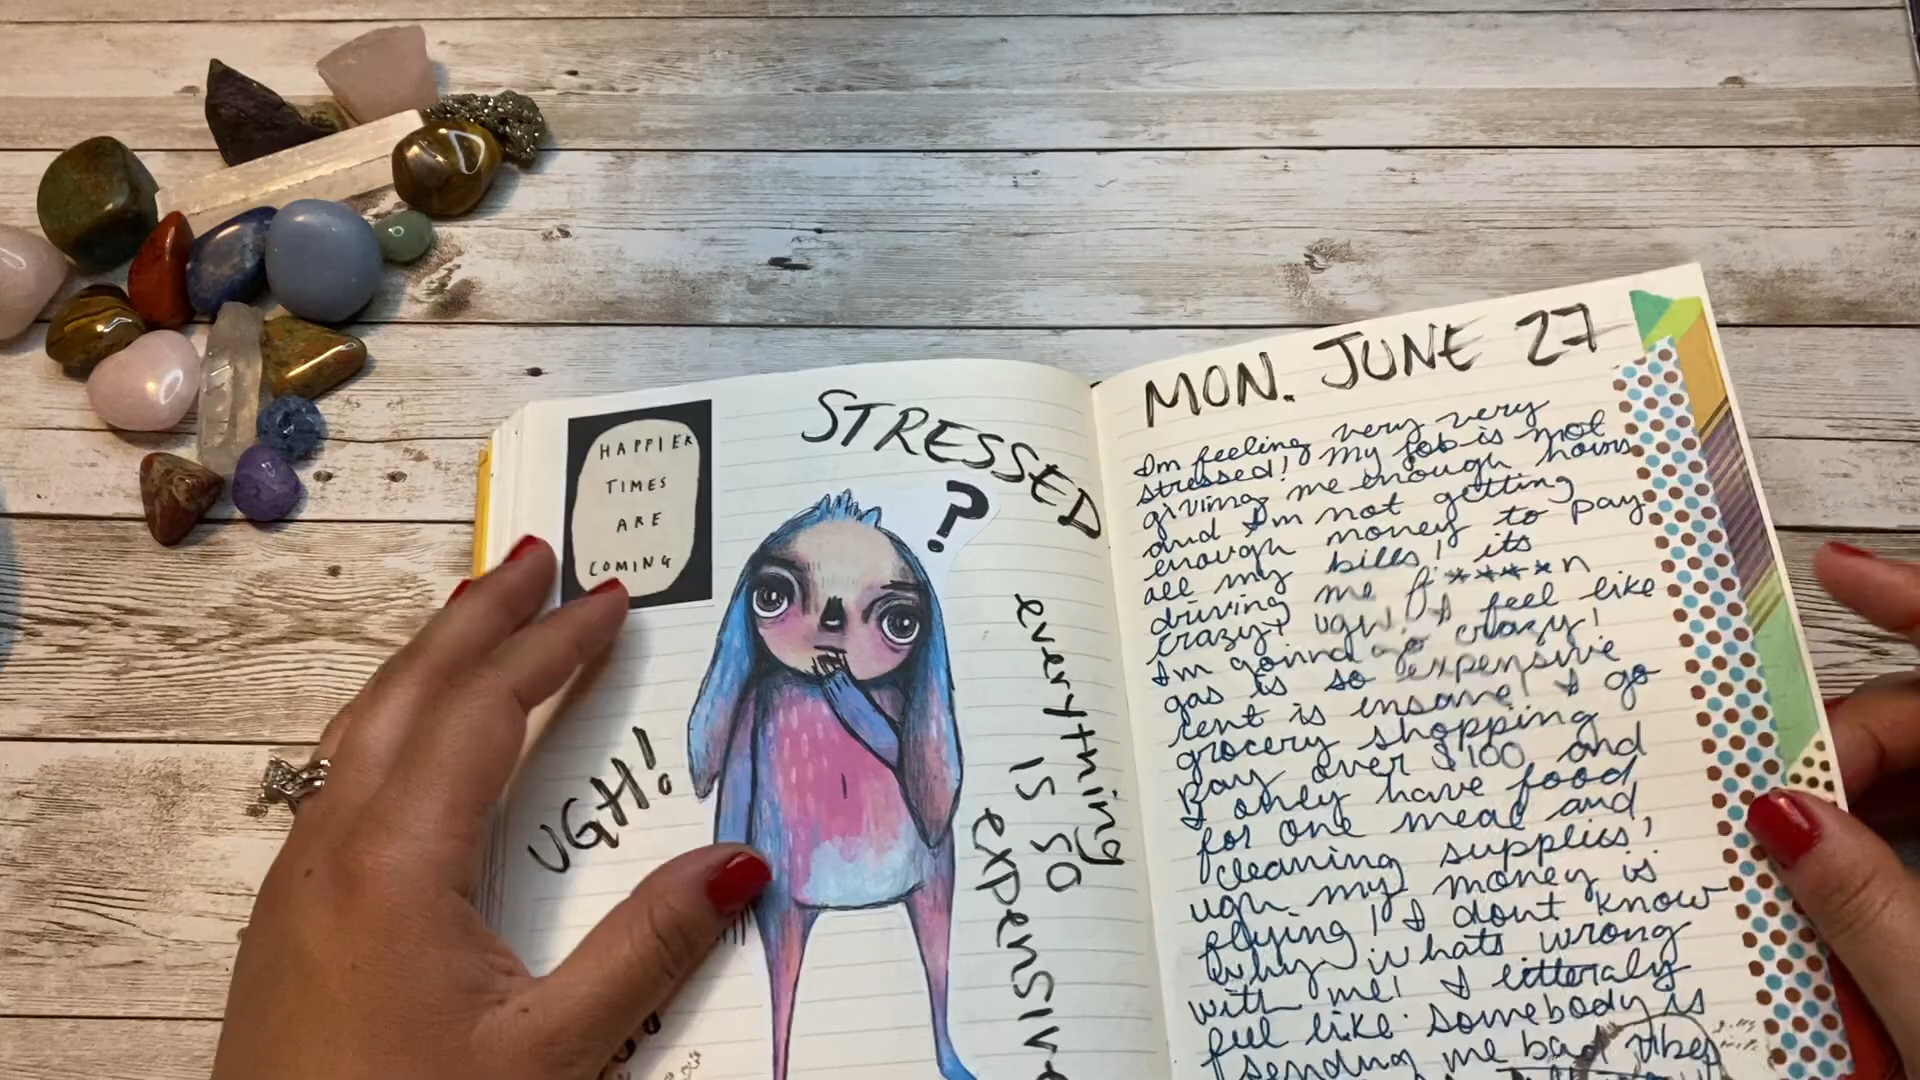 HAPPIER
TIMES
ARE
COMING
STRESSED
?
UGH!
everything
IS SO
expensive
MON. JUNE 27
Im feeling very very
stressed! My job is not
giving me enough hours
and I'm not getting
enough money to pay
all my bills! its
driving me f*****n
crazy! ugh! I feel like
I'm gonna go crazy!
gas is so expensive
rent is insane! I go
grocery shopping
pay over $100 and
I only have food
for one meal and
cleaning supplies!
ugh my money is
flying! I dont know
why! whats wrong
with me! I litteraly
feel like somebody is
sending me bad vibes